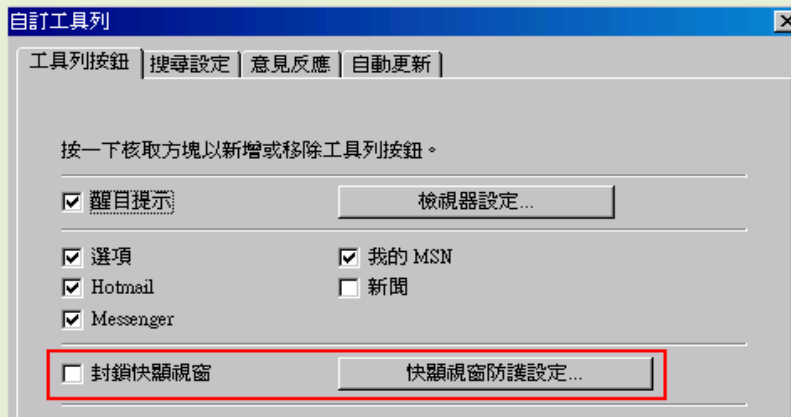 自訂工具列
工具列按鈕 搜尋設定 意見反應 自動更新
按一下核取方塊以新增或移除工具列按鈕。
醒目提示 檢視器設定...
選項 我的 MSN
Hotmail 新聞
Messenger
封鎖快顯視窗 快顯視窗防護設定...